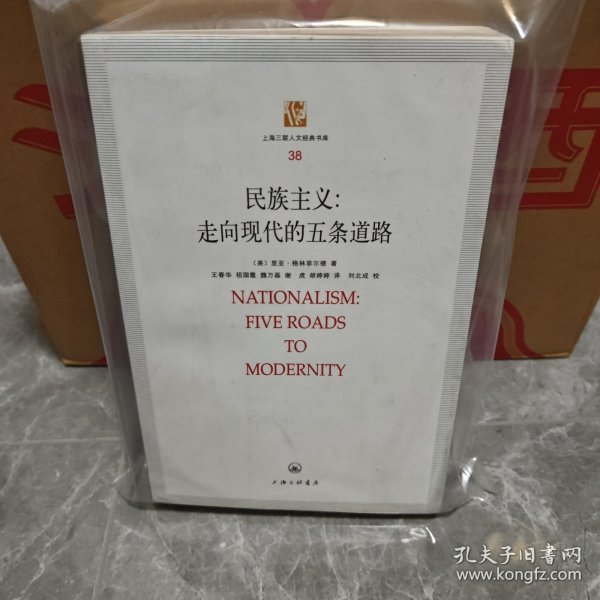 上海三联人文经典书库
38
民族主义：
走向现代的五条道路
〔美〕里亚·格林菲尔德 著
王春华 祖国霞 魏万磊 谢 虎 胡婷婷 译 刘北成 校
NATIONALISM:
FIVE ROADS
TO
MODERNITY
上海三联书店
酒
孔夫子旧书网
www.kongfz.com